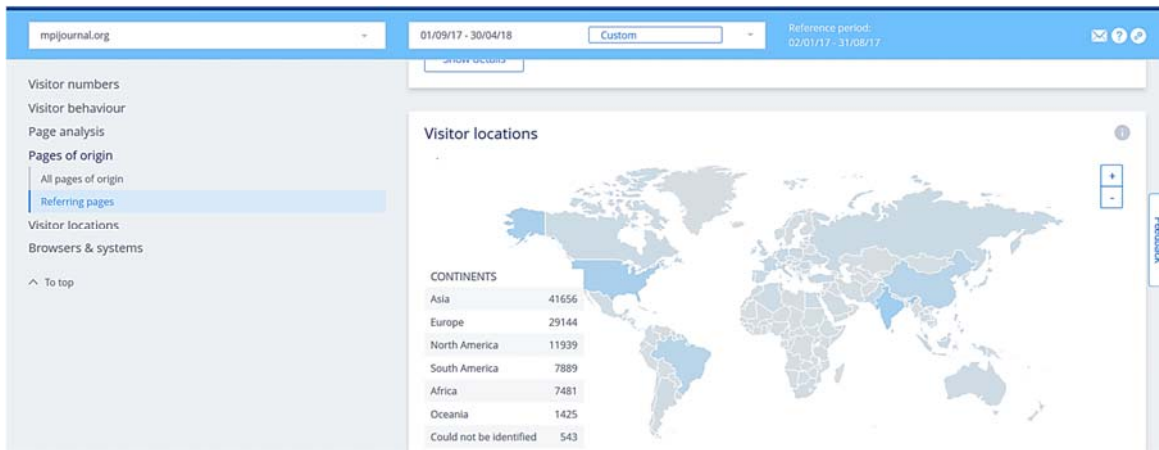 mpijournal.org
01/09/17 - 30/04/18
Custom
Reference period:
02/01/17 - 31/08/17
Visitor numbers
Visitor behaviour
Page analysis
Pages of origin
All pages of origin
Referring pages
Visitor locations
Browsers & systems
To top
Show details
Visitor locations
+
-
Feedback
CONTINENTS
Asia 41656
Europe 29144
North America 11939
South America 7889
Africa 7481
Oceania 1425
Could not be identified 543